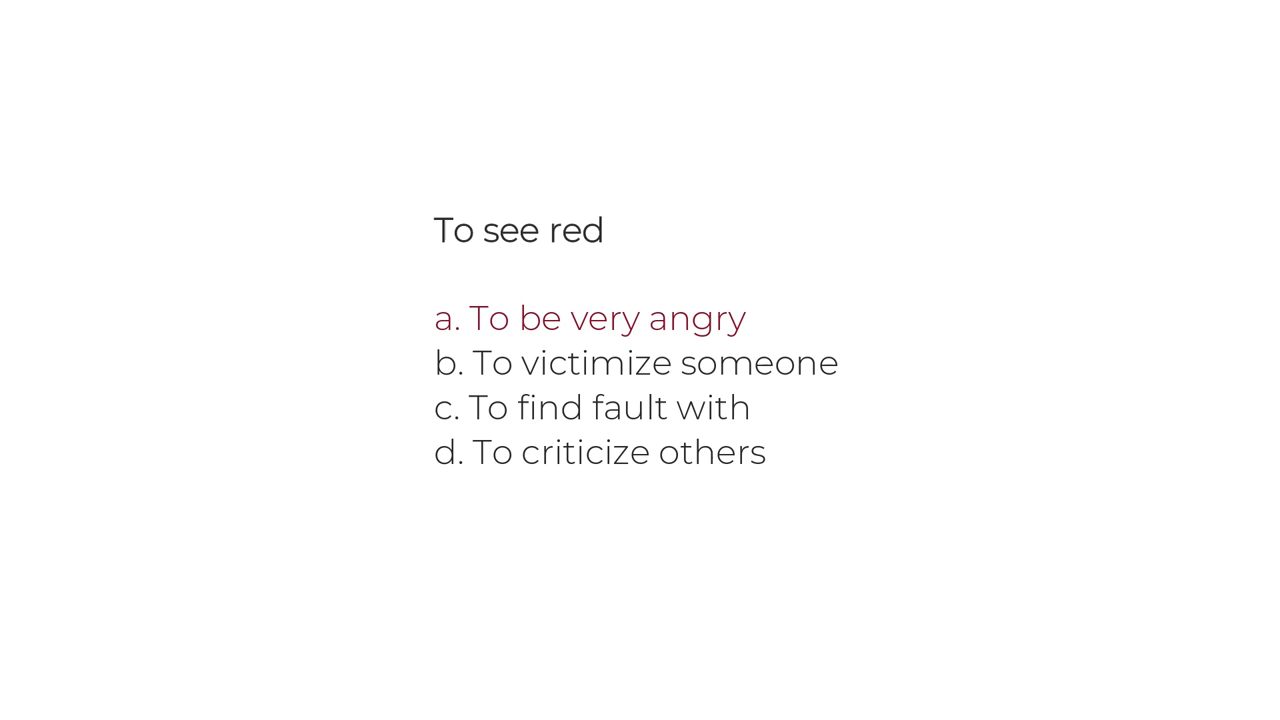 To see red
a. To be very angry
b. To victimize someone
c. To find fault with
d. To criticize others